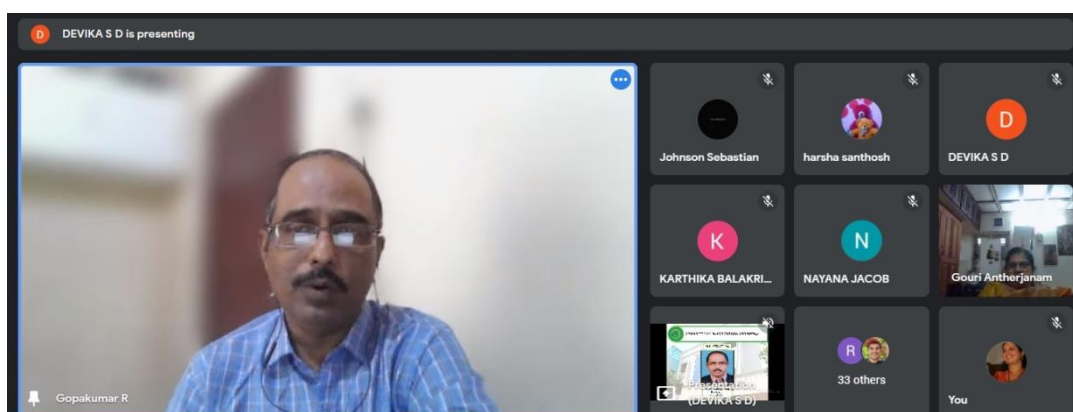 D DEVIKA S D is presenting
Johnson Sebastian
harsha santhosh
D
DEVIKA S D
K
KARTHIKA BALAKRI...
N
NAYANA JACOB
Gouri Antherjanam
Gopakumar R
Presentation
(DEVIKA S D)
R
33 others
You